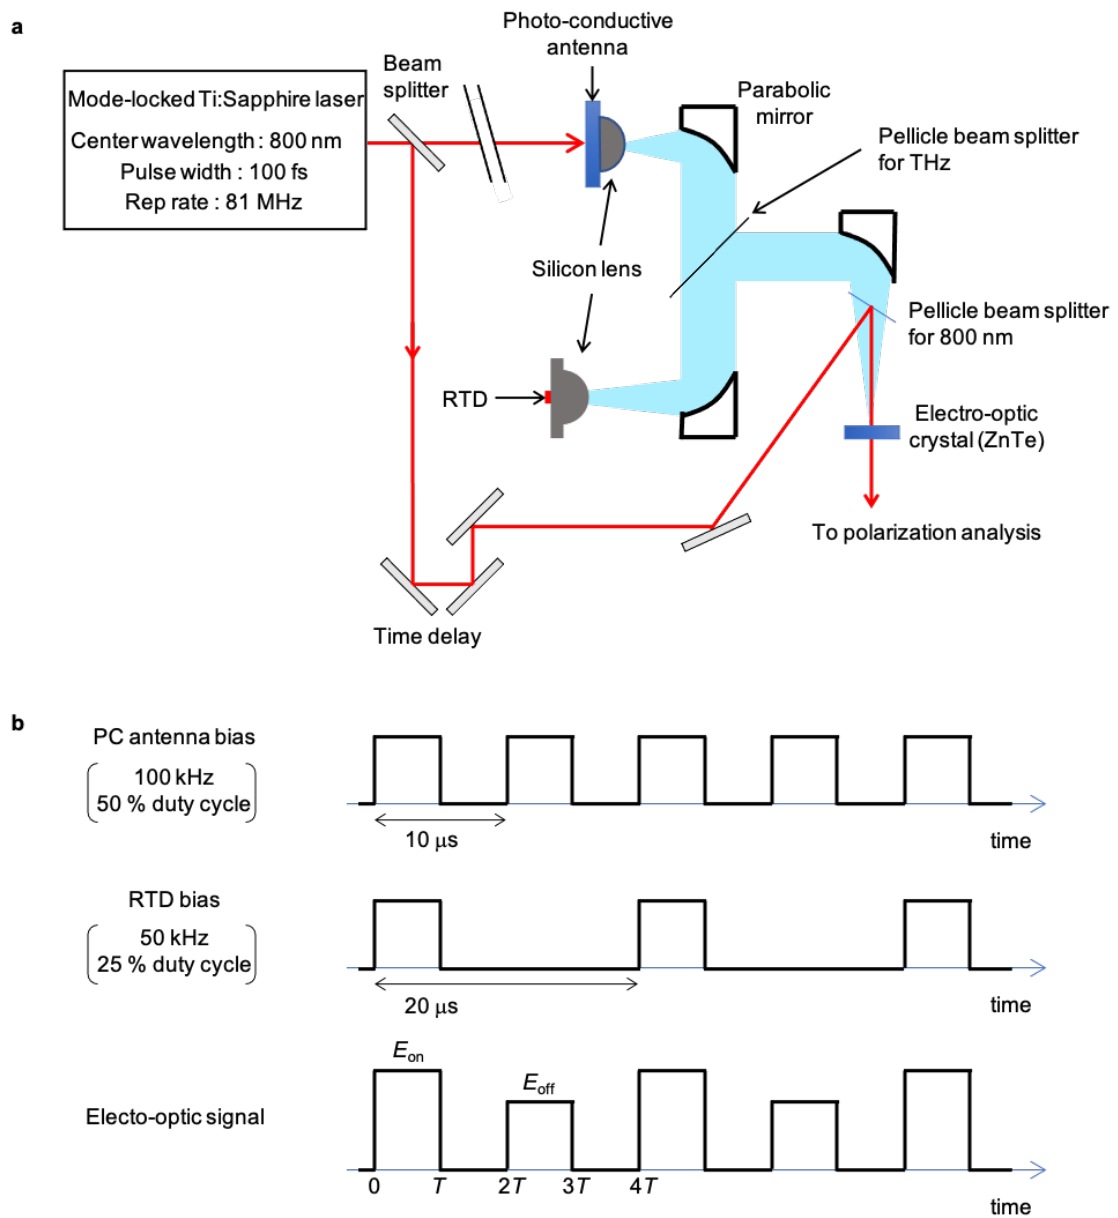 a
Photo-conductive
antenna
Beam
splitter
Mode-locked Ti:Sapphire laser
Center wavelength : 800 nm
Pulse width : 100 fs
Rep rate : 81 MHz
Parabolic
mirror
Pellicle beam splitter
for THz
Silicon lens
Pellicle beam splitter
for 800 nm
RTD
Electro-optic
crystal (ZnTe)
To polarization analysis
Time delay
b
PC antenna bias
100 kHz
50 % duty cycle
10 μs
time
RTD bias
50 kHz
25 % duty cycle
20 μs
time
Eon
Eoff
Electo-optic signal
0 T 2T 3T 4T
time